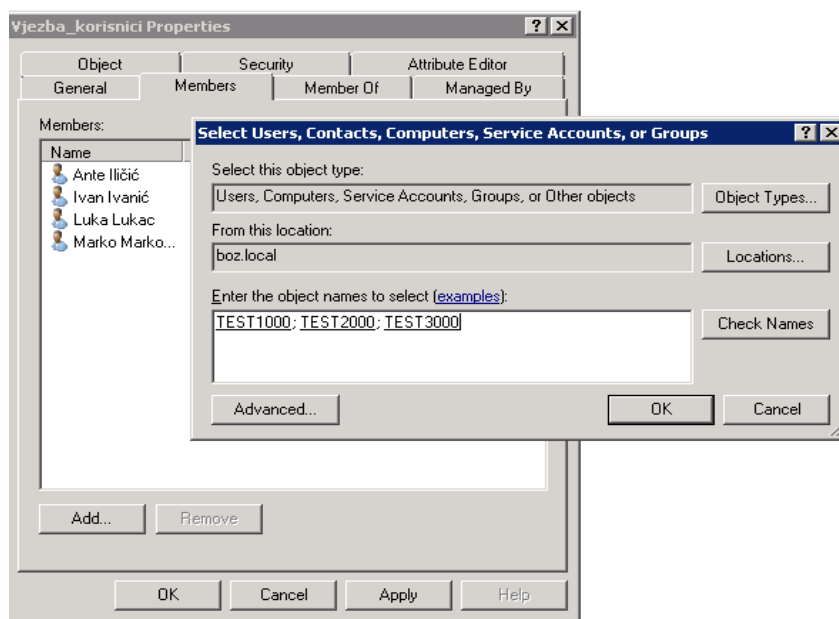 Vjezba_korisnici Properties
Object Security Attribute Editor
General Members Member Of Managed By
Members:
Name
Ante Iličić
Ivan Ivanić
Luka Lukac
Marko Marko...
Add... Remove
OK Cancel Apply Help
Select Users, Contacts, Computers, Service Accounts, or Groups
Select this object type:
Users, Computers, Service Accounts, Groups, or Other objects Object Types...
From this location:
boz.local Locations...
Enter the object names to select (examples):
TEST1000; TEST2000; TEST3000 Check Names
Advanced... OK Cancel